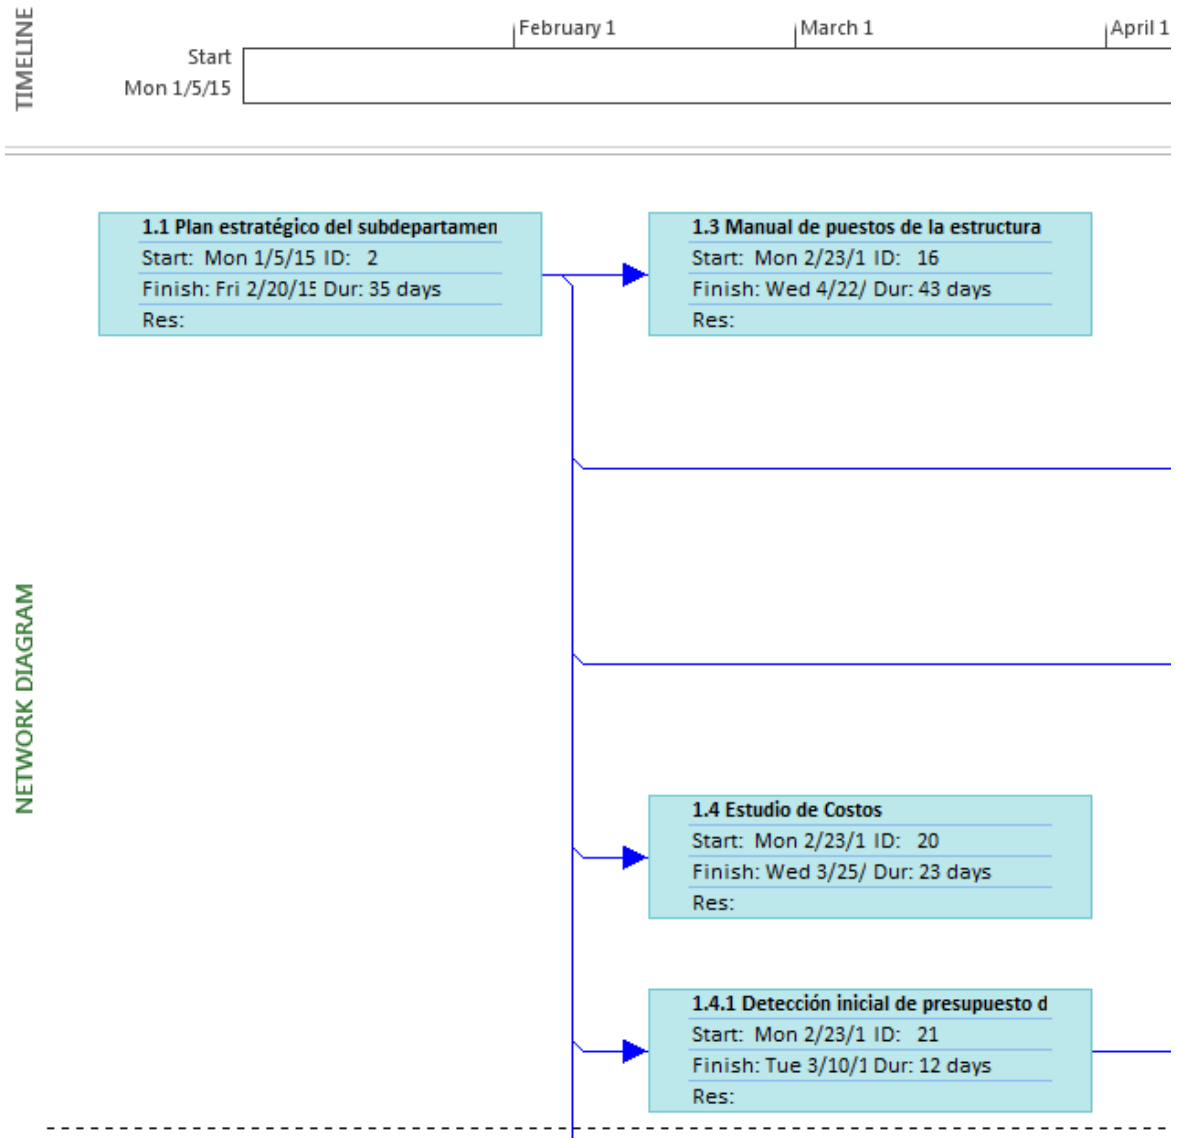 TIMELINE
February 1
March 1
April 1
Start
Mon 1/5/15
NETWORK DIAGRAM
1.1 Plan estratégico del subdepartamen
Start: Mon 1/5/15 ID: 2
Finish: Fri 2/20/15 Dur: 35 days
Res:
1.3 Manual de puestos de la estructura
Start: Mon 2/23/1 ID: 16
Finish: Wed 4/22/ Dur: 43 days
Res:
1.4 Estudio de Costos
Start: Mon 2/23/1 ID: 20
Finish: Wed 3/25/ Dur: 23 days
Res:
1.4.1 Detección inicial de presupuesto d
Start: Mon 2/23/1 ID: 21
Finish: Tue 3/10/1 Dur: 12 days
Res: